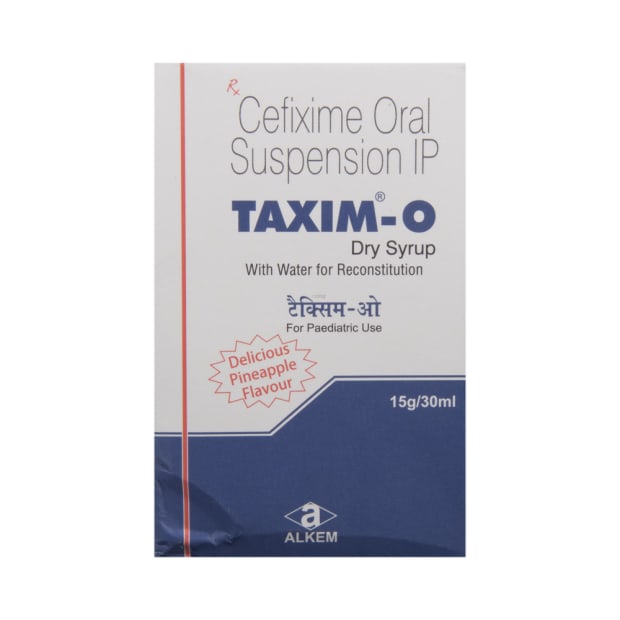 Rx
Cefixime Oral
Suspension IP
TAXIM®-O
Dry Syrup
With Water for Reconstitution
टैक्सिम-ओ
For Paediatric Use
Delicious
Pineapple
Flavour
15g/30ml
a
ALKEM